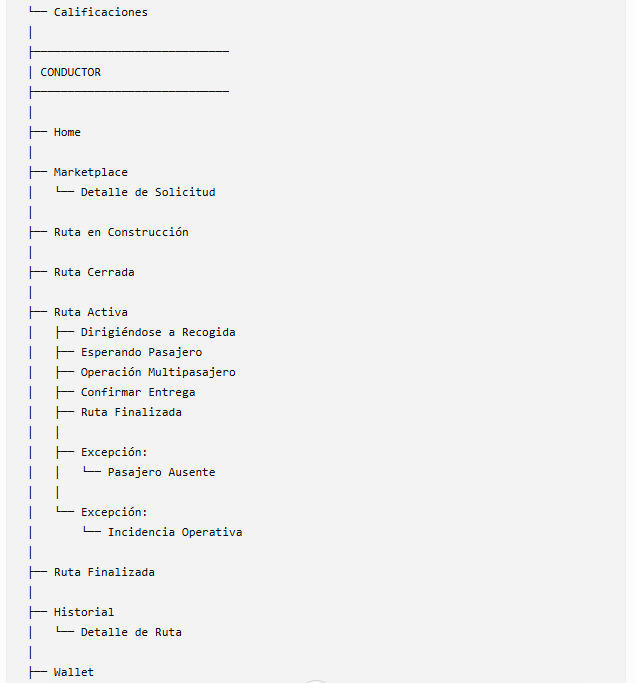 └── Calificaciones
│
├─────────────────────────────
│ CONDUCTOR
├─────────────────────────────
│
├── Home
│
├── Marketplace
│   └── Detalle de Solicitud
│
├── Ruta en Construcción
│
├── Ruta Cerrada
│
├── Ruta Activa
│   ├── Dirigiéndose a Recogida
│   ├── Esperando Pasajero
│   ├── Operación Multipasajero
│   ├── Confirmar Entrega
│   ├── Ruta Finalizada
│   │
│   ├── Excepción:
│   │   └── Pasajero Ausente
│   │
│   └── Excepción:
│       └── Incidencia Operativa
│
├── Ruta Finalizada
│
├── Historial
│   └── Detalle de Ruta
│
├── Wallet